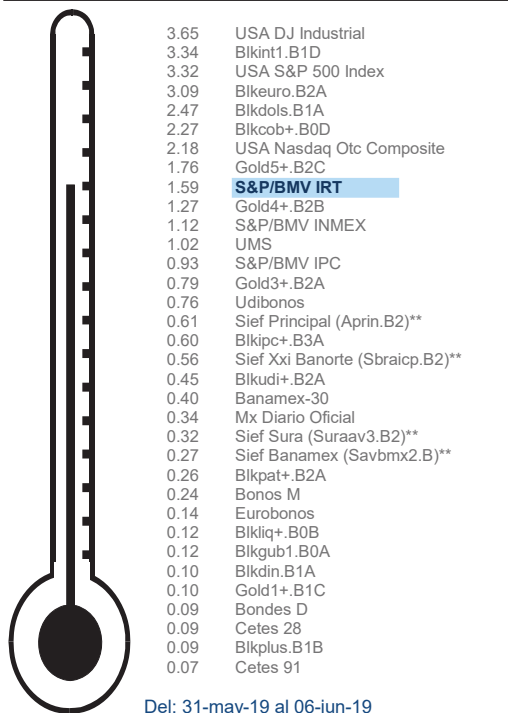 3.65 USA DJ Industrial
3.34 Blkint1.B1D
3.32 USA S&P 500 Index
3.09 Blkeuro.B2A
2.47 Blkdols.B1A
2.27 Blkcob+.B0D
2.18 USA Nasdaq Otc Composite
1.76 Gold5+.B2C
1.59 S&P/BMV IRT
1.27 Gold4+.B2B
1.12 S&P/BMV INMEX
1.02 UMS
0.93 S&P/BMV IPC
0.79 Gold3+.B2A
0.76 Udibonos
0.61 Sief Principal (Aprin.B2)**
0.60 Blkipc+.B3A
0.56 Sief Xxi Banorte (Sbraicp.B2)**
0.45 Blkudi+.B2A
0.40 Banamex-30
0.34 Mx Diario Oficial
0.32 Sief Sura (Suraav3.B2)**
0.27 Sief Banamex (Savbmx2.B)**
0.26 Blkpat+.B2A
0.24 Bonos M
0.14 Eurobonos
0.12 Blkliq+.B0B
0.12 Blkgub1.B0A
0.10 Blkdin.B1A
0.10 Gold1+.B1C
0.09 Bondes D
0.09 Cetes 28
0.09 Blkplus.B1B
0.07 Cetes 91
Del: 31-may-19 al 06-jun-19